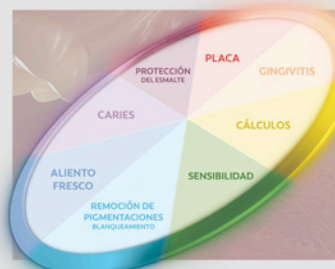 PROTECCIÓN
DEL ESMALTE
PLACA
GINGIVITIS
CÁLCULOS
SENSIBILIDAD
REMOCIÓN DE
PIGMENTACIONES
BLANQUEAMIENTO
ALIENTO
FRESCO
CARIES